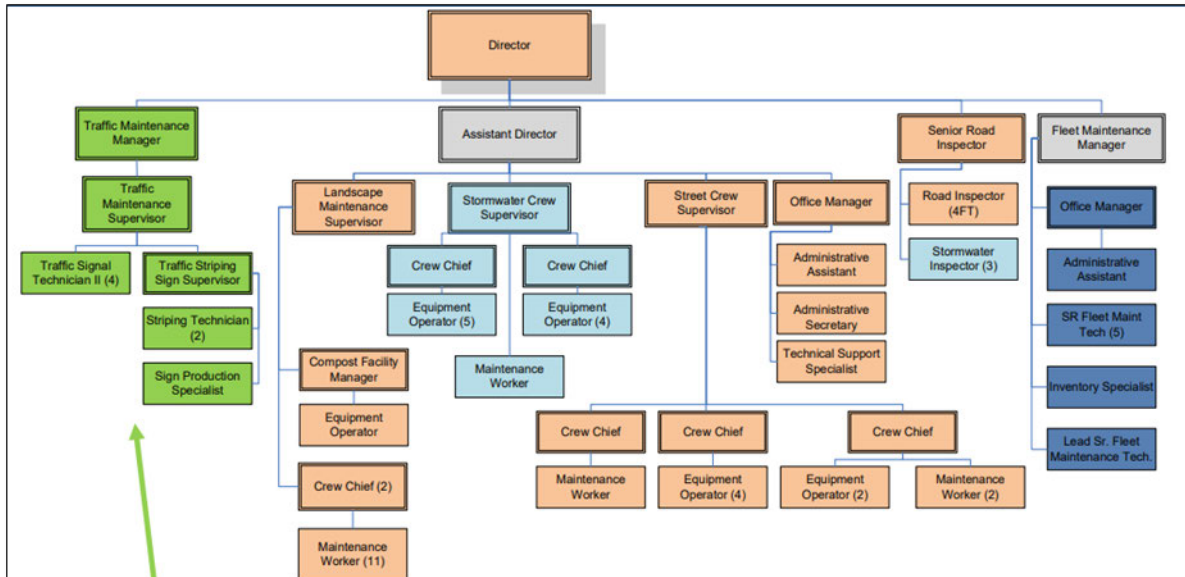 Director
Traffic Maintenance
Manager
Assistant Director
Senior Road
Inspector
Fleet Maintenance
Manager
Traffic
Maintenance
Supervisor
Landscape
Maintenance
Supervisor
Stormwater Crew
Supervisor
Street Crew
Supervisor
Office Manager
Road Inspector
(4FT)
Office Manager
Traffic Signal
Technician II (4)
Traffic Striping
Sign Supervisor
Crew Chief
Crew Chief
Administrative
Assistant
Stormwater
Inspector (3)
Administrative
Assistant
Striping Technician
(2)
Equipment
Operator (5)
Equipment
Operator (4)
Administrative
Secretary
SR Fleet Maint
Tech (5)
Sign Production
Specialist
Compost Facility
Manager
Maintenance
Worker
Technical Support
Specialist
Inventory Specialist
Equipment
Operator
Crew Chief
Crew Chief
Crew Chief
Lead Sr. Fleet
Maintenance Tech.
Crew Chief (2)
Maintenance
Worker
Equipment
Operator (4)
Equipment
Operator (2)
Maintenance
Worker (2)
Maintenance
Worker (11)